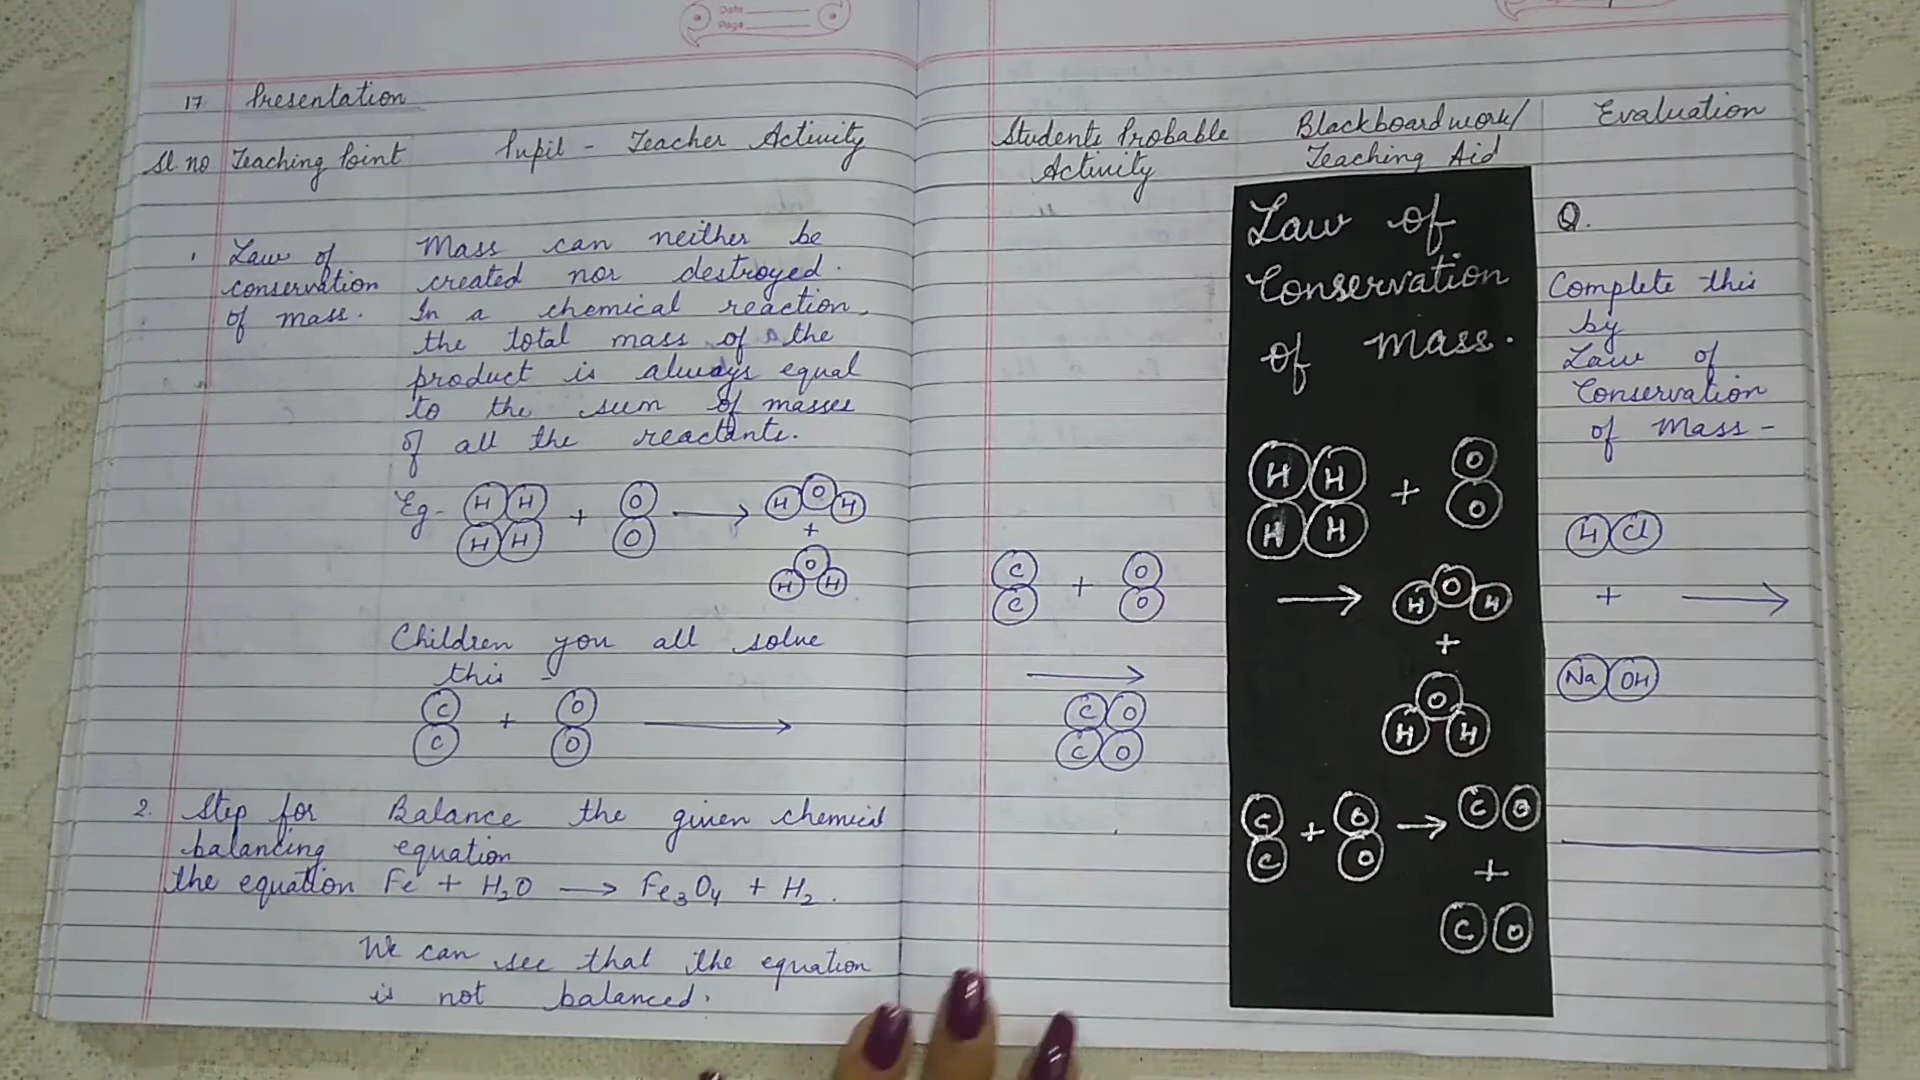 Date
Page
17. Presentation
Sl. no Teaching Point Pupil - Teacher Activity
1 Law of conservation of mass.
Mass can neither be
created nor destroyed.
In a chemical reaction,
the total mass of the
product is always equal
to the sum of masses
of all the reactants.
Eg- H H + O → H O H
H H O +
H O H
Children you all solve
this -
C + O →
C O
2. Step for
balancing
the equation
Balance the given chemical
equation
Fe + H2O → Fe3O4 + H2.
We can see that the equation
is not balanced.
Students Probable
Activity
C + O
C O
→
C O
C O
Blackboard work/
Teaching Aid
Law of
Conservation
of mass.
H H + O
H H O
→ H O H
+
H O H
C + O → C O
C O +
C O
Evaluation
Q.
Complete this
by
Law of
Conservation
of mass -
H Cl
+ →
Na OH